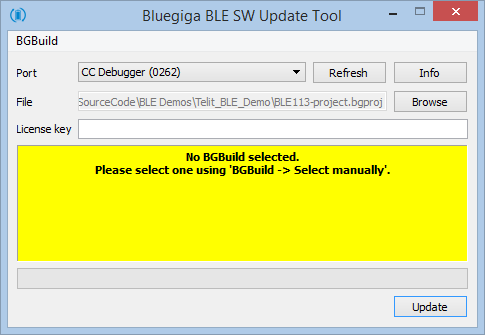 Bluegiga BLE SW Update Tool
BGBuild
Port CC Debugger (0262) Refresh Info
File SourceCode\BLE Demos\Telit_BLE_Demo\BLE113-project.bgproj Browse
License key
No BGBuild selected.
Please select one using 'BGBuild -> Select manually'.
Update